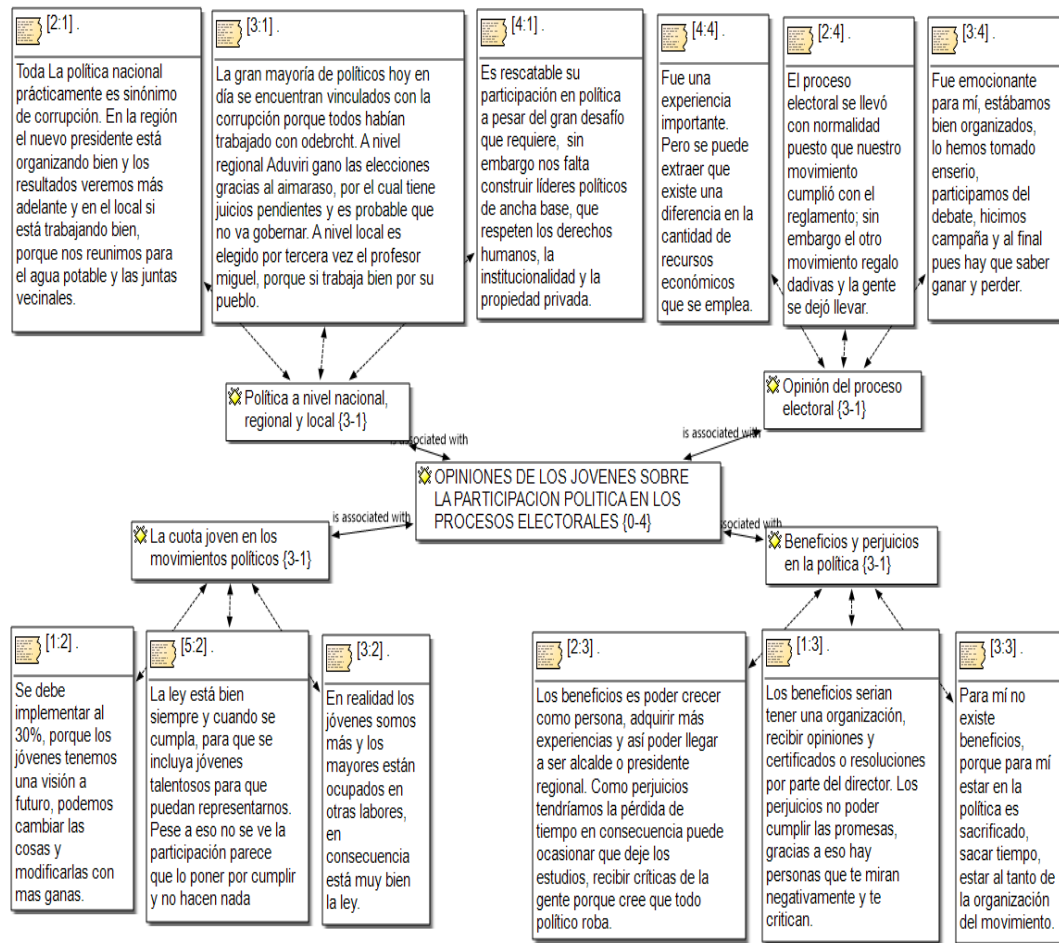 [2:1] .
Toda La política nacional
prácticamente es sinónimo
de corrupción. En la región
el nuevo presidente está
organizando bien y los
resultados veremos más
adelante y en el local si
está trabajando bien,
porque nos reunimos para
el agua potable y las juntas
vecinales.
[3:1] .
La gran mayoría de políticos hoy en
día se encuentran vinculados con la
corrupción porque todos habían
trabajado con odebrcht. A nivel
regional Aduviri gano las elecciones
gracias al aimaraso, por el cual tiene
juicios pendientes y es probable que
no va gobernar. A nivel local es
elegido por tercera vez el profesor
miguel, porque si trabaja bien por su
pueblo.
[4:1] .
Es rescatable su
participación en política
a pesar del gran desafío
que requiere, sin
embargo nos falta
construir líderes políticos
de ancha base, que
respeten los derechos
humanos, la
institucionalidad y la
propiedad privada.
[4:4] .
Fue una
experiencia
importante.
Pero se puede
extraer que
existe una
diferencia en la
cantidad de
recursos
económicos
que se emplea.
[2:4] .
El proceso
electoral se llevó
con normalidad
puesto que nuestro
movimiento
cumplió con el
reglamento; sin
embargo el otro
movimiento regalo
dadivas y la gente
se dejó llevar.
[3:4] .
Fue emocionante
para mí, estábamos
bien organizados,
lo hemos tomado
enserio,
participamos del
debate, hicimos
campaña y al final
pues hay que saber
ganar y perder.
Política a nivel nacional,
regional y local {3-1}
Opinión del proceso
electoral {3-1}
is associated with
is associated with
OPINIONES DE LOS JOVENES SOBRE
LA PARTICIPACION POLITICA EN LOS
PROCESOS ELECTORALES {0-4}
is associated with
associated with
La cuota joven en los
movimientos políticos {3-1}
Beneficios y perjuicios
en la política {3-1}
[1:2] .
Se debe
implementar al
30%, porque los
jóvenes tenemos
una visión a
futuro, podemos
cambiar las
cosas y
modificarlas con
mas ganas.
[5:2] .
La ley está bien
siempre y cuando se
cumpla, para que se
incluya jóvenes
talentosos para que
puedan representarnos.
Pese a eso no se ve la
participación parece
que lo poner por cumplir
y no hacen nada
[3:2] .
En realidad los
jóvenes somos
más y los
mayores están
ocupados en
otras labores,
en
consecuencia
está muy bien
la ley.
[2:3] .
Los beneficios es poder crecer
como persona, adquirir más
experiencias y así poder llegar
a ser alcalde o presidente
regional. Como perjuicios
tendríamos la pérdida de
tiempo en consecuencia puede
ocasionar que deje los
estudios, recibir críticas de la
gente porque cree que todo
político roba.
[1:3] .
Los beneficios serian
tener una organización,
recibir opiniones y
certificados o resoluciones
por parte del director. Los
perjuicios no poder
cumplir las promesas,
gracias a eso hay
personas que te miran
negativamente y te
critican.
[3:3] .
Para mí no
existe
beneficios,
porque para mí
estar en la
política es
sacrificado,
sacar tiempo,
estar al tanto de
la organización
del movimiento.